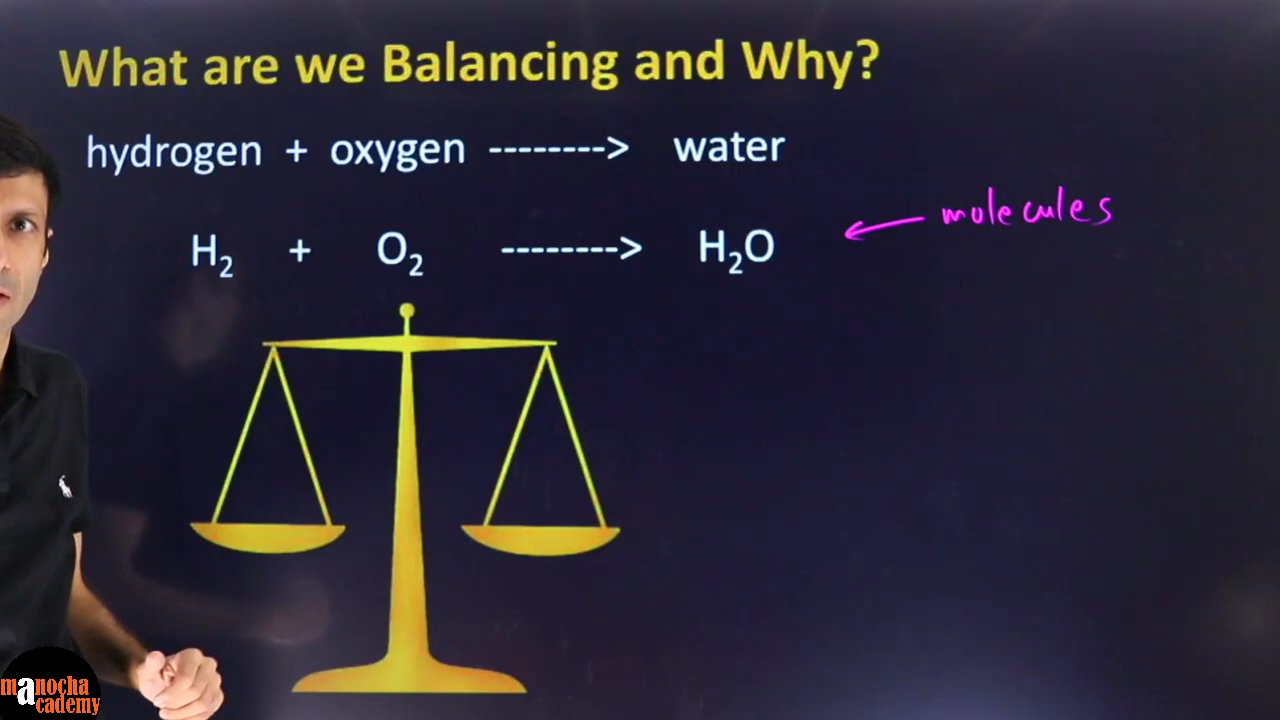 What are we Balancing and Why?
hydrogen + oxygen --------> water
molecules
H₂ + O₂ --------> H₂O
manocha
academy